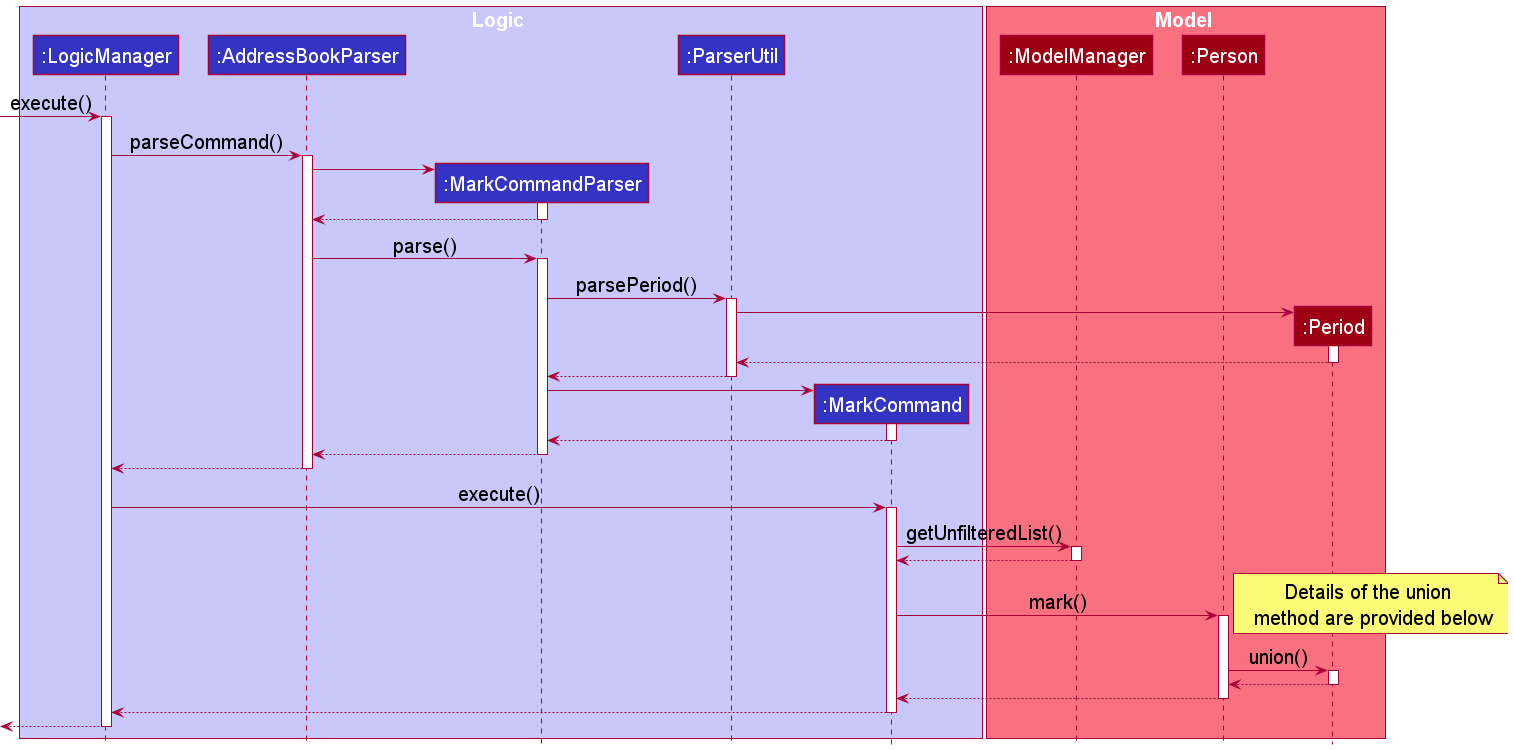 Logic
Model
:LogicManager
:AddressBookParser
:ParserUtil
:ModelManager
:Person
execute()
parseCommand()
:MarkCommandParser
parse()
parsePeriod()
:Period
:MarkCommand
execute()
getUnfilteredList()
Details of the union
method are provided below
mark()
union()